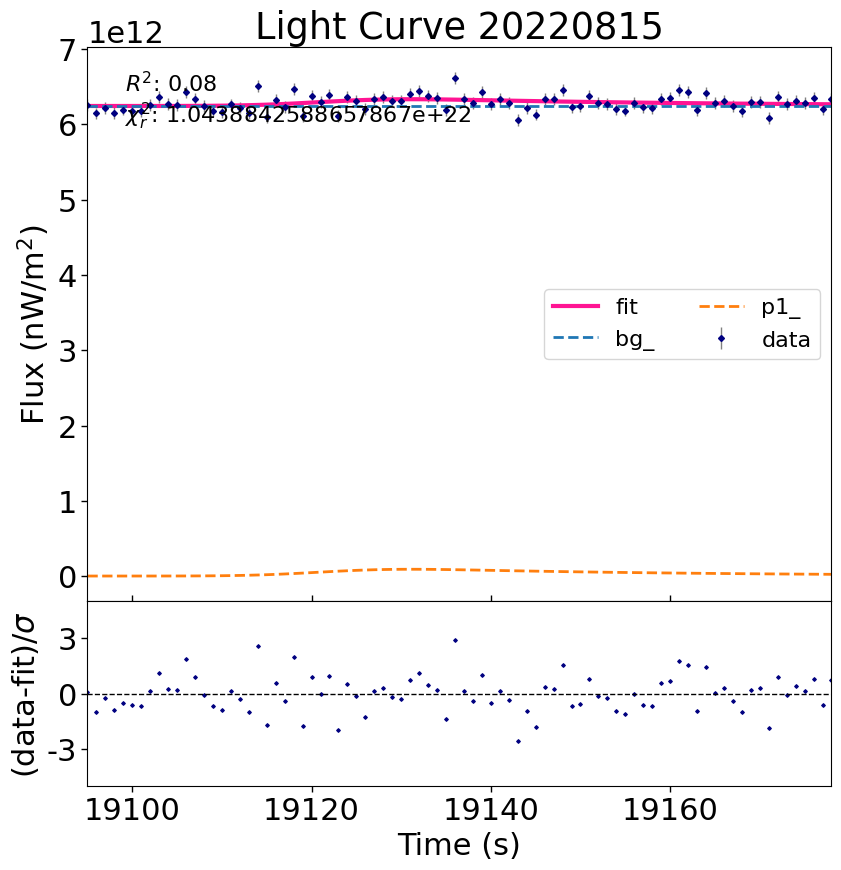 Light Curve 20220815
1e12
7
6
5
4
3
2
1
0
Flux (nW/m²)
R²: 0.08
χ²ᵣ: 1.0438842588657867e+22
fit
bg_
p1_
data
3
0
-3
(data-fit)/σ
19100
19120
19140
19160
Time (s)